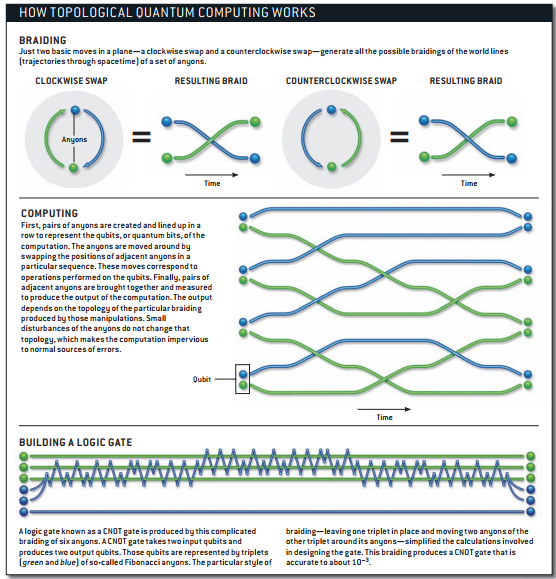 HOW TOPOLOGICAL QUANTUM COMPUTING WORKS
BRAIDING
Just two basic moves in a plane—a clockwise swap and a counterclockwise swap—generate all the possible braidings of the world lines
(trajectories through spacetime) of a set of anyons.
CLOCKWISE SWAP
RESULTING BRAID
COUNTERCLOCKWISE SWAP
RESULTING BRAID
Anyons
=
=
Time
Time
COMPUTING
First, pairs of anyons are created and lined up in a
row to represent the qubits, or quantum bits, of the
computation. The anyons are moved around by
swapping the positions of adjacent anyons in a
particular sequence. These moves correspond to
operations performed on the qubits. Finally, pairs of
adjacent anyons are brought together and measured
to produce the output of the computation. The output
depends on the topology of the particular braiding
produced by those manipulations. Small
disturbances of the anyons do not change that
topology, which makes the computation impervious
to normal sources of errors.
Qubit
Time
BUILDING A LOGIC GATE
A logic gate known as a CNOT gate is produced by this complicated
braiding of six anyons. A CNOT gate takes two input qubits and
produces two output qubits. Those qubits are represented by triplets
(green and blue) of so-called Fibonacci anyons. The particular style of
braiding—leaving one triplet in place and moving two anyons of the
other triplet around its anyons—simplified the calculations involved
in designing the gate. This braiding produces a CNOT gate that is
accurate to about 10⁻³.